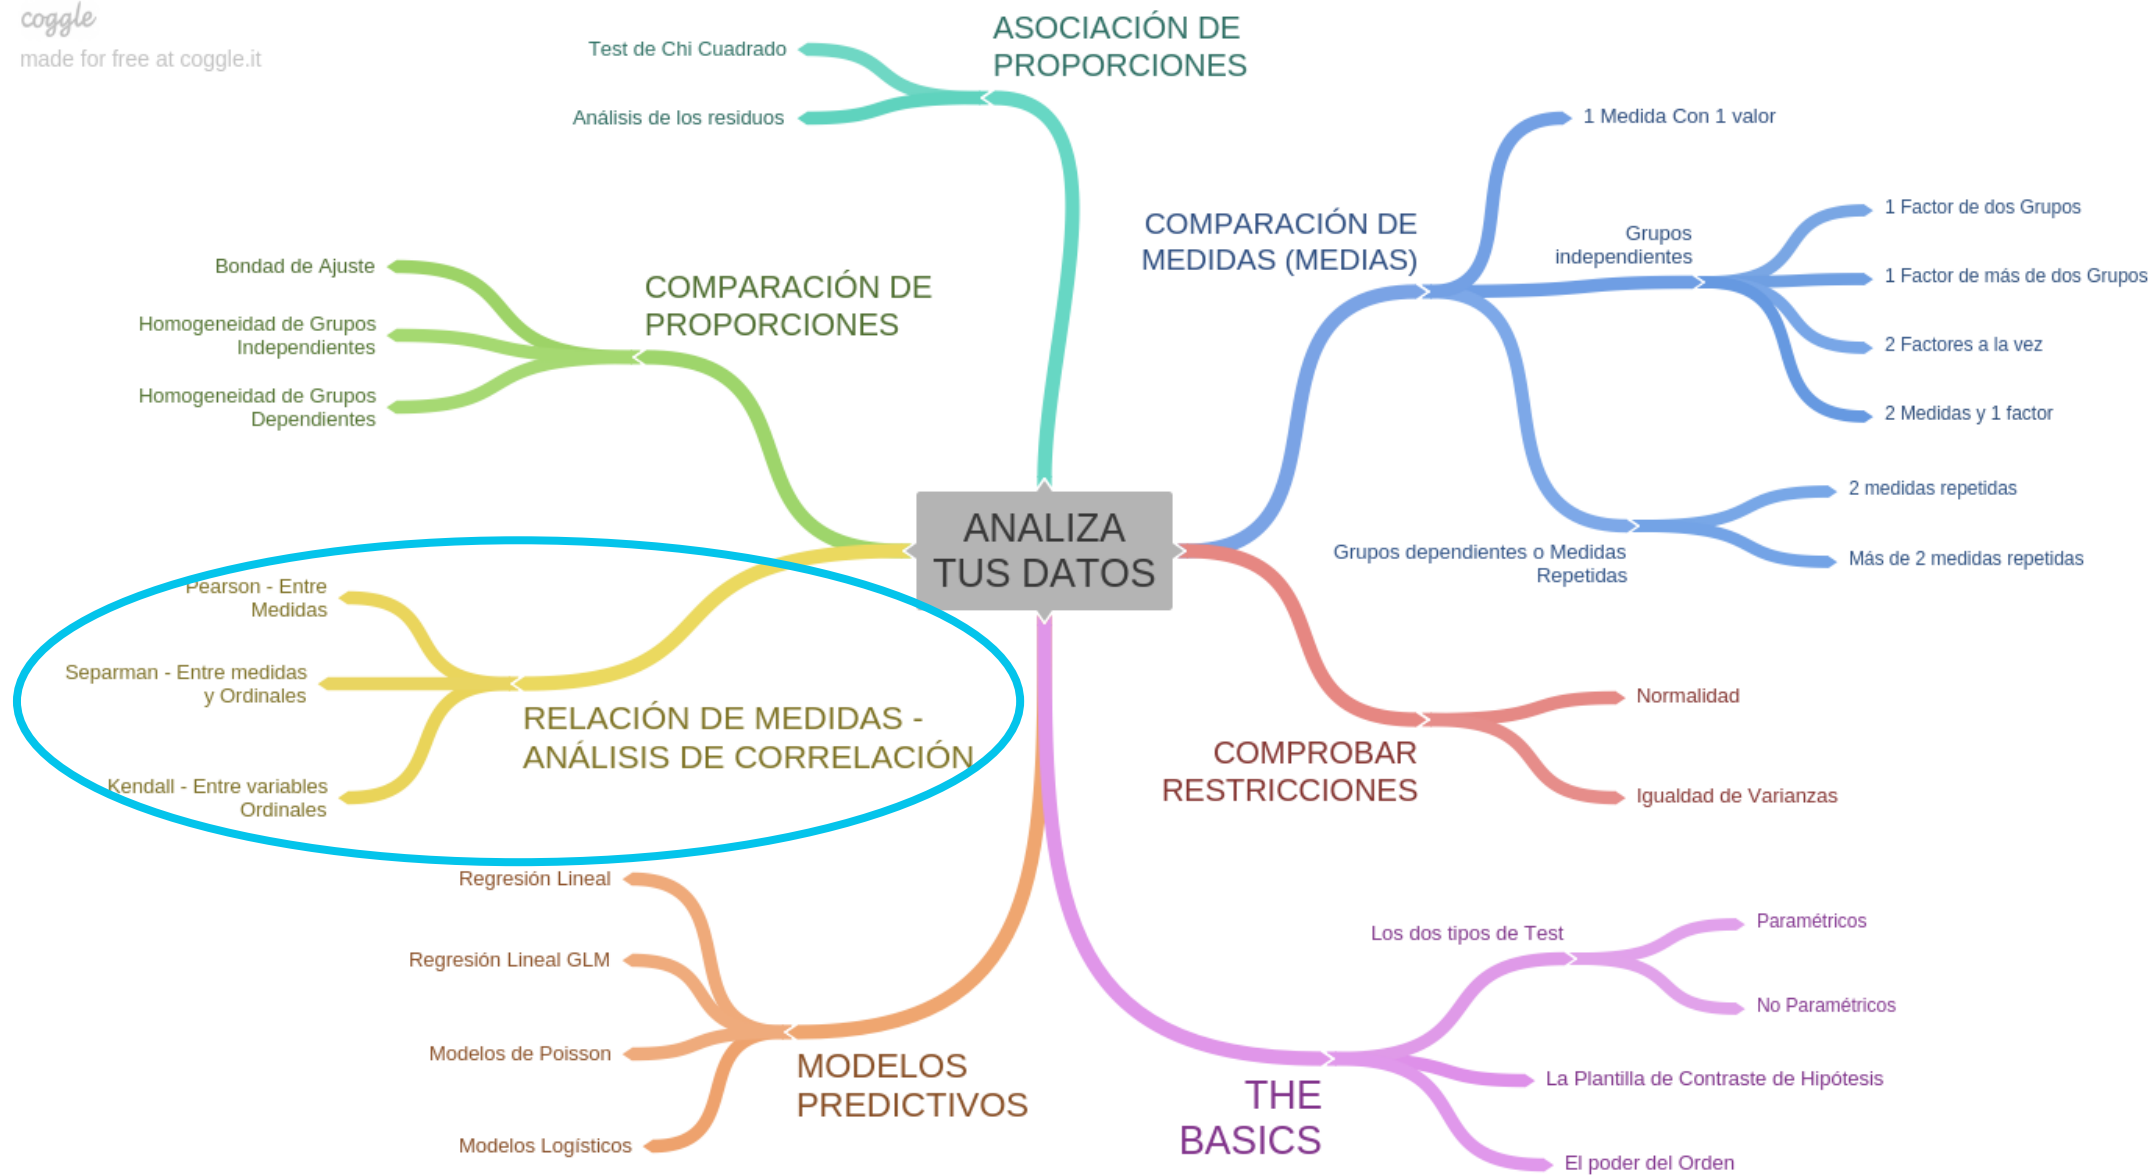 coggle
made for free at coggle.it
ASOCIACIÓN DE
PROPORCIONES
Test de Chi Cuadrado
Análisis de los residuos
COMPARACIÓN DE
PROPORCIONES
Bondad de Ajuste
Homogeneidad de Grupos
Independientes
Homogeneidad de Grupos
Dependientes
ANALIZA
TUS DATOS
RELACIÓN DE MEDIDAS -
ANÁLISIS DE CORRELACIÓN
Pearson - Entre
Medidas
Separman - Entre medidas
y Ordinales
Kendall - Entre variables
Ordinales
MODELOS
PREDICTIVOS
Regresión Lineal
Regresión Lineal GLM
Modelos de Poisson
Modelos Logísticos
COMPARACIÓN DE
MEDIDAS (MEDIAS)
1 Medida Con 1 valor
Grupos
independientes
1 Factor de dos Grupos
1 Factor de más de dos Grupos
2 Factores a la vez
2 Medidas y 1 factor
Grupos dependientes o Medidas
Repetidas
2 medidas repetidas
Más de 2 medidas repetidas
COMPROBAR
RESTRICCIONES
Normalidad
Igualdad de Varianzas
THE
BASICS
Los dos tipos de Test
Paramétricos
No Paramétricos
La Plantilla de Contraste de Hipótesis
El poder del Orden